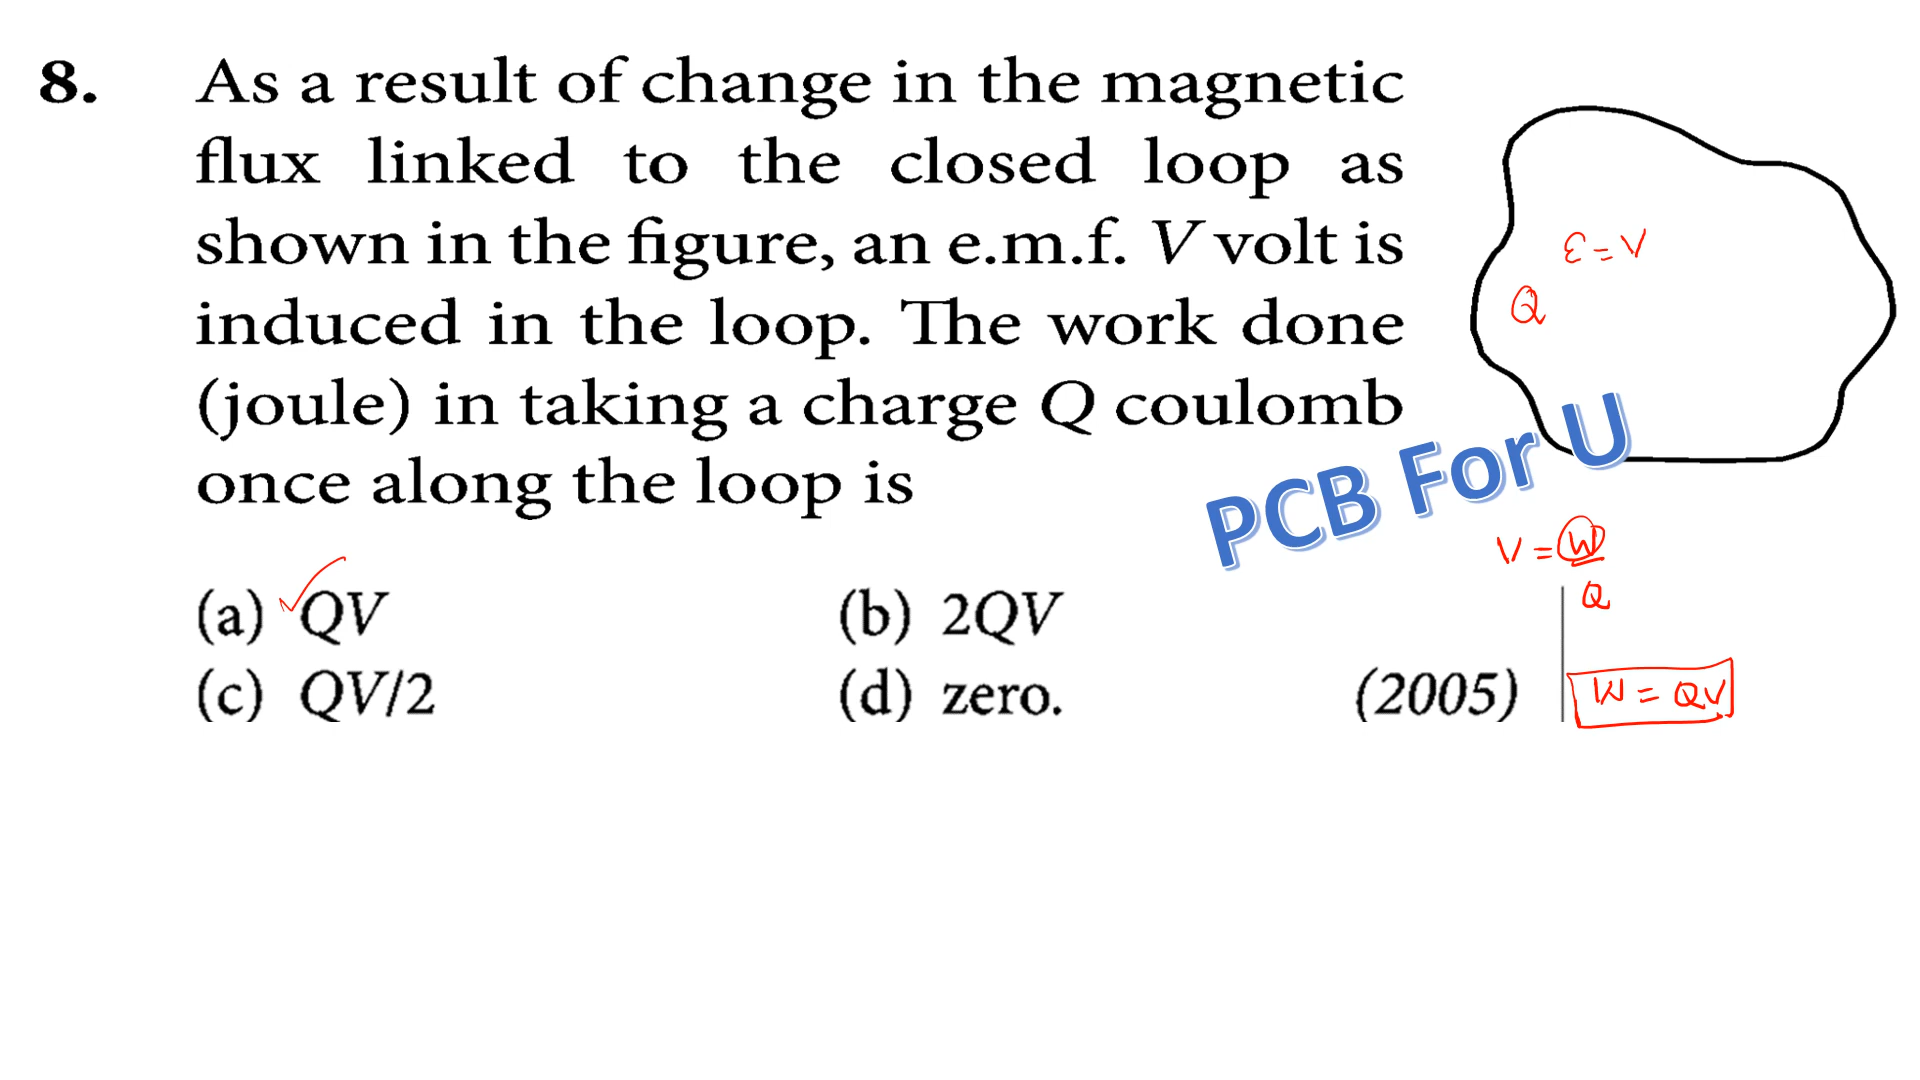 8. As a result of change in the magnetic
flux linked to the closed loop as
shown in the figure, an e.m.f. V volt is
induced in the loop. The work done
(joule) in taking a charge Q coulomb
once along the loop is
(a) QV (b) 2QV
(c) QV/2 (d) zero. (2005)
ε = V
Q
PCB For U
V = W
Q
W = QV